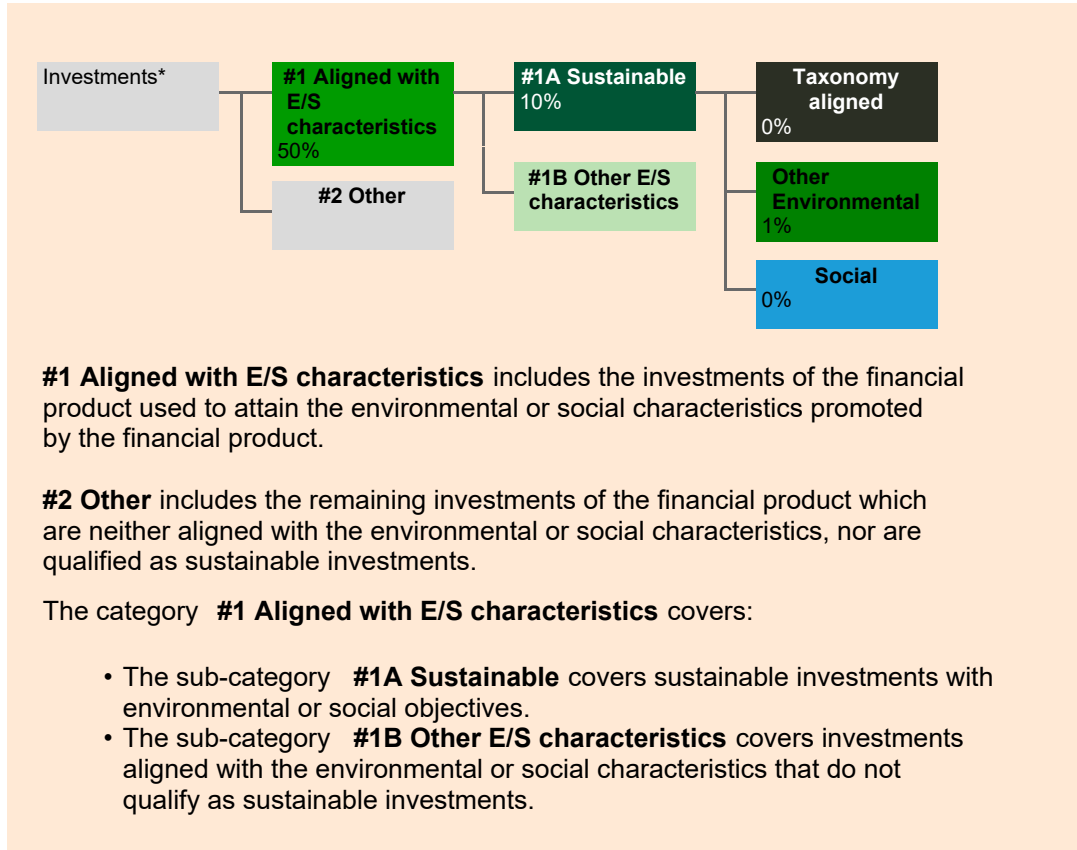 Investments*
#1 Aligned with
E/S
characteristics
50%
#2 Other
#1A Sustainable
10%
#1B Other E/S
characteristics
Taxonomy
aligned
0%
Other
Environmental
1%
Social
0%
#1 Aligned with E/S characteristics includes the investments of the financial
product used to attain the environmental or social characteristics promoted
by the financial product.
#2 Other includes the remaining investments of the financial product which
are neither aligned with the environmental or social characteristics, nor are
qualified as sustainable investments.
The category #1 Aligned with E/S characteristics covers:
• The sub-category #1A Sustainable covers sustainable investments with
environmental or social objectives.
• The sub-category #1B Other E/S characteristics covers investments
aligned with the environmental or social characteristics that do not
qualify as sustainable investments.